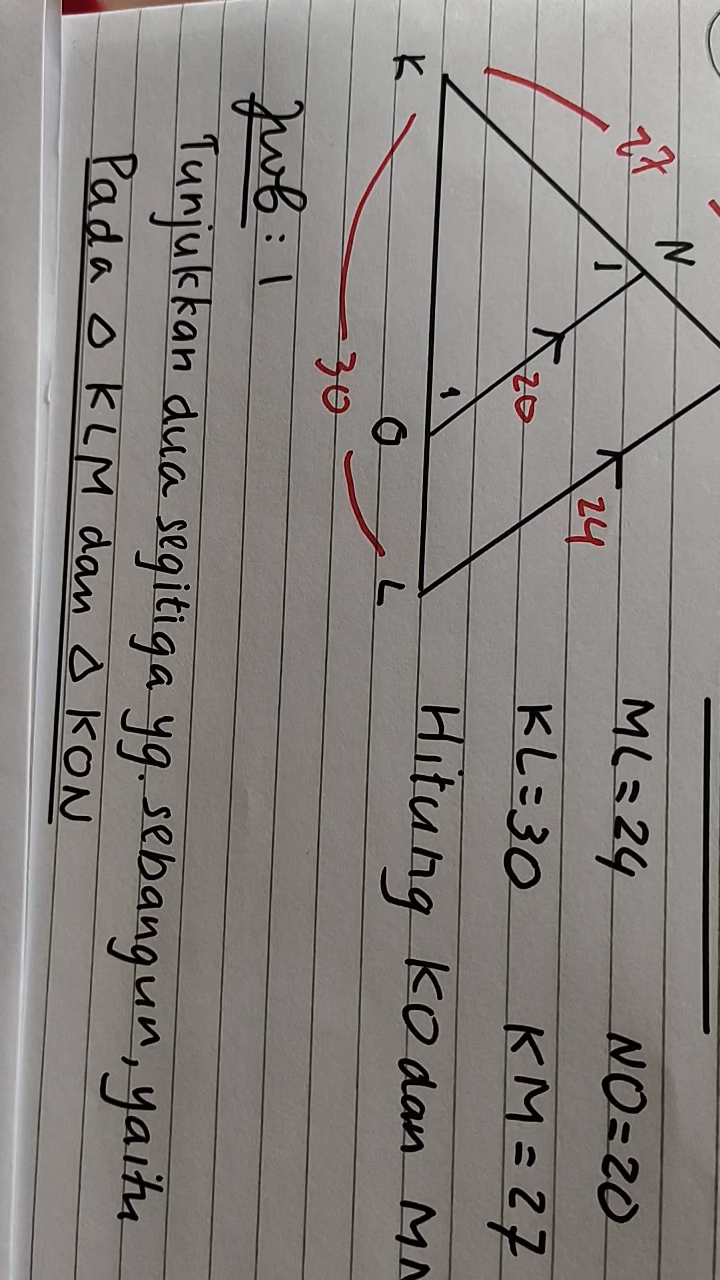 ML = 24 NO = 20
KL = 30 KM = 27
Hitung KO dan MN
K
27
N
1
20
1
O
24
30
L
Jwb : 1
Tunjukkan dua segitiga yg. sebangun, yaitu
Pada △ KLM dan △ KON